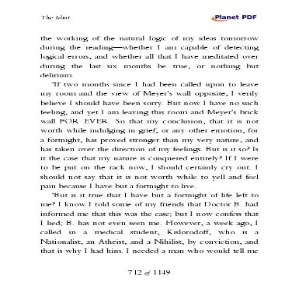 The Idiot
Planet PDF
the working of the natural logic of my ideas tomorrow
during the reading—whether I am capable of detecting
logical errors, and whether all that I have meditated over
during the last six months be true, or nothing but
delirium.
'If two months since I had been called upon to leave
my room and the view of Meyer's wall opposite, I verily
believe I should have been sorry. But now I have no such
feeling, and yet I am leaving this room and Meyer's brick
wall FOR EVER. So that my conclusion, that it is not
worth while indulging in grief, or any other emotion, for
a fortnight, has proved stronger than my very nature, and
has taken over the direction of my feelings. But is it so? Is
it the case that my nature is conquered entirely? If I were
to be put on the rack now, I should certainly cry out. I
should not say that it is not worth while to yell and feel
pain because I have but a fortnight to live.
'But is it true that I have but a fortnight of life left to
me? I know I told some of my friends that Doctor B. had
informed me that this was the case; but I now confess that
I lied; B. has not even seen me. However, a week ago, I
called in a medical student, Kislorodoff, who is a
Nationalist, an Atheist, and a Nihilist, by conviction, and
that is why I had him. I needed a man who would tell me
712 of 1149